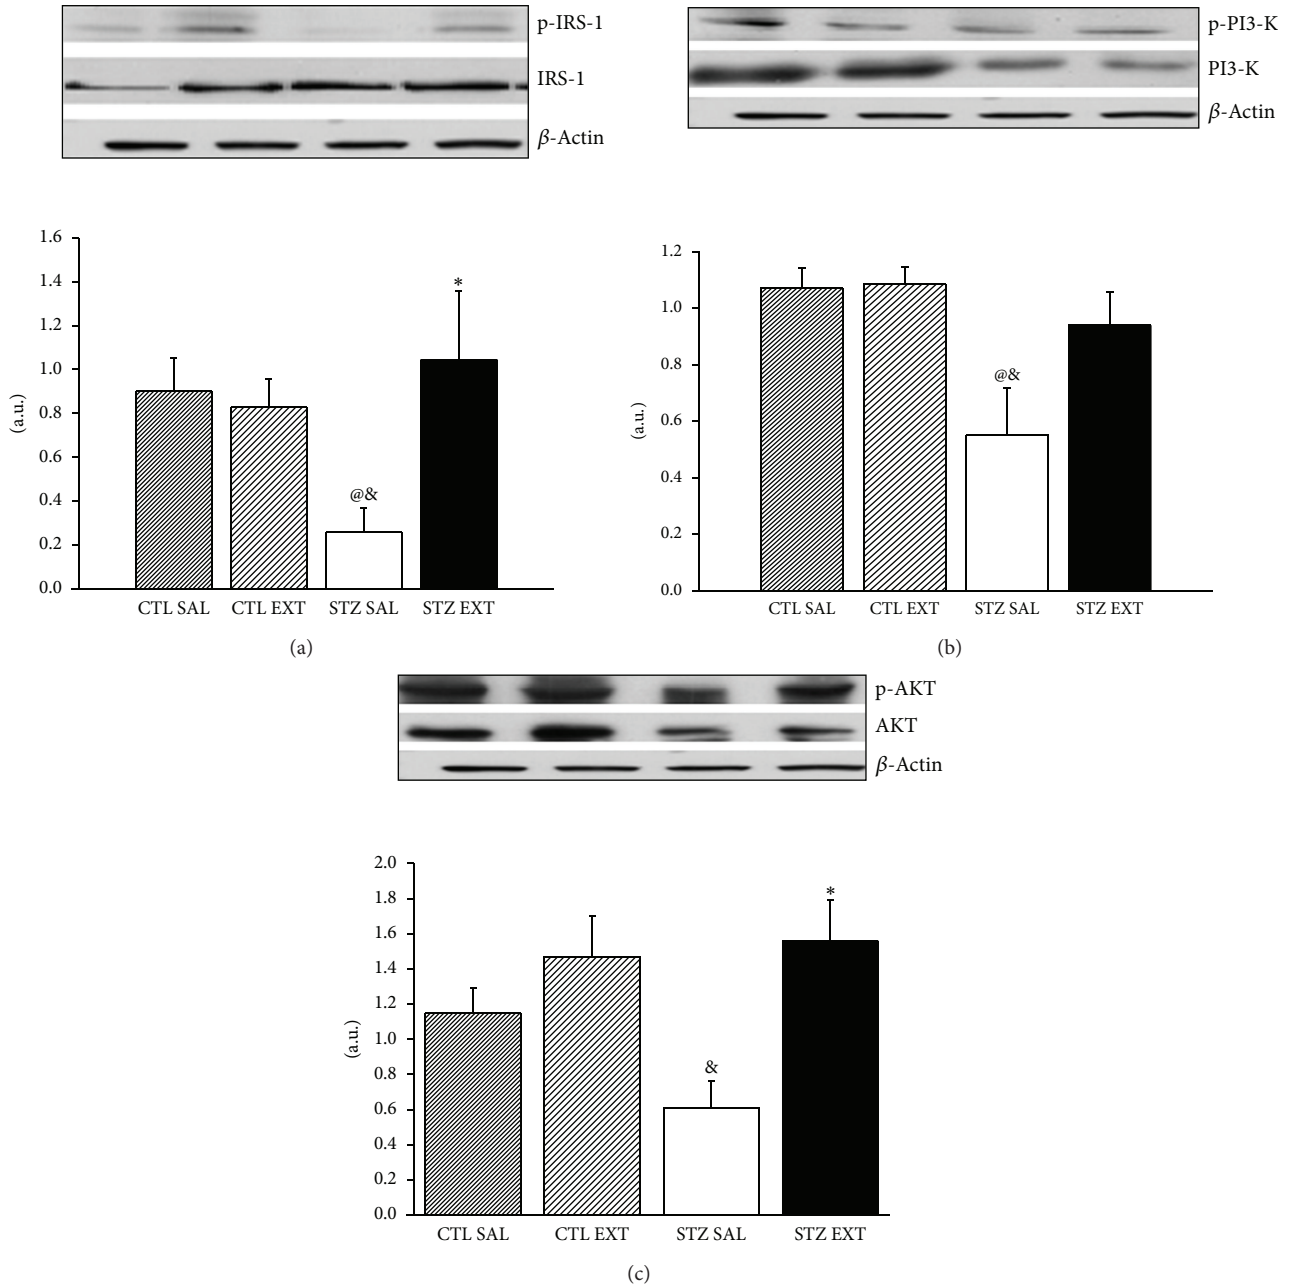 p-IRS-1
IRS-1
β-Actin
p-PI3-K
PI3-K
β-Actin
1.6
1.4
1.2
1.0
0.8
0.6
0.4
0.2
0.0
(a.u.)
@&
*
CTL SAL CTL EXT STZ SAL STZ EXT
(a)
1.2
1.0
0.8
0.6
0.4
0.2
0.0
(a.u.)
@&
CTL SAL CTL EXT STZ SAL STZ EXT
(b)
p-AKT
AKT
β-Actin
2.0
1.8
1.6
1.4
1.2
1.0
0.8
0.6
0.4
0.2
0.0
(a.u.)
&
*
CTL SAL CTL EXT STZ SAL STZ EXT
(c)